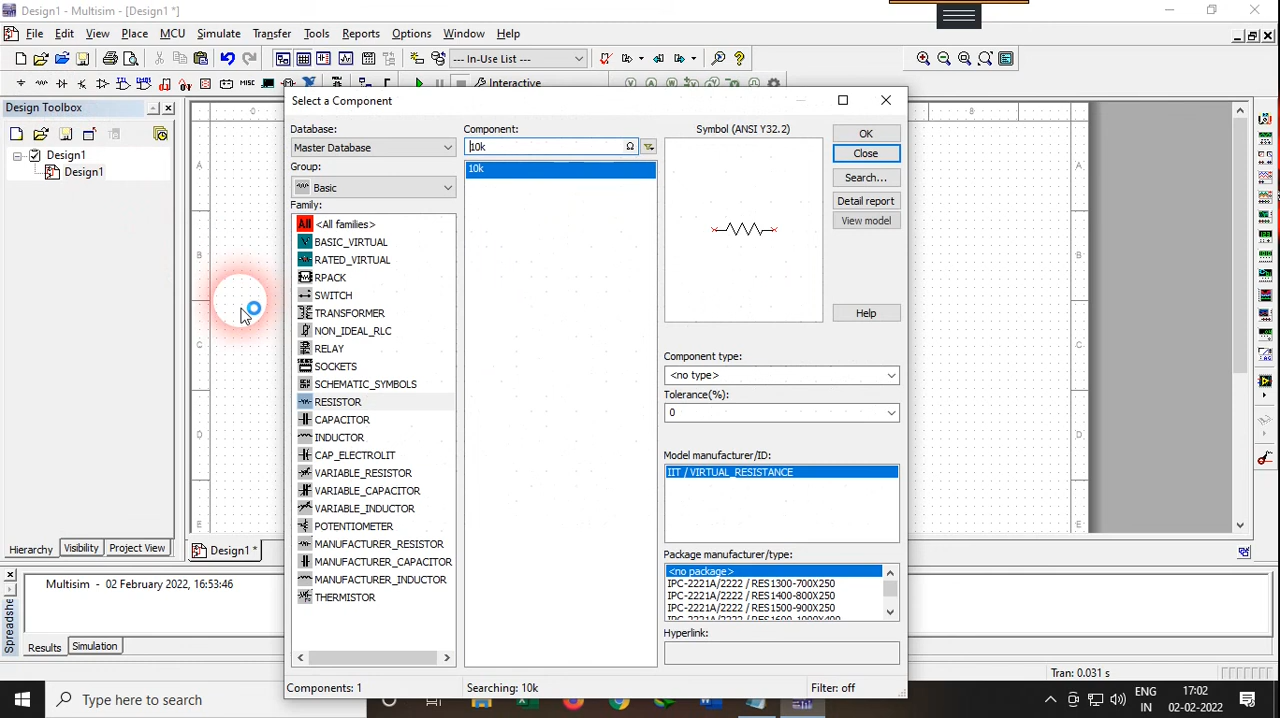 Design1 - Multisim - [Design1 *]
File Edit View Place MCU Simulate Transfer Tools Reports Options Window Help
--- In-Use List ---
Interactive
Design Toolbox
Design1
Design1
Hierarchy Visibility Project View
Design1 *
Select a Component
Database:
Master Database
Group:
Basic
Family:
All <All families>
BASIC_VIRTUAL
RATED_VIRTUAL
RPACK
SWITCH
TRANSFORMER
NON_IDEAL_RLC
RELAY
SOCKETS
SCHEMATIC_SYMBOLS
RESISTOR
CAPACITOR
INDUCTOR
CAP_ELECTROLIT
VARIABLE_RESISTOR
VARIABLE_CAPACITOR
VARIABLE_INDUCTOR
POTENTIOMETER
MANUFACTURER_RESISTOR
MANUFACTURER_CAPACITOR
MANUFACTURER_INDUCTOR
THERMISTOR
Component:
10k Ω
10k
Symbol (ANSI Y32.2)
OK
Close
Search...
Detail report
View model
Help
Component type:
<no type>
Tolerance(%):
0
Model manufacturer/ID:
IIT / VIRTUAL_RESISTANCE
Package manufacturer/type:
<no package>
IPC-2221A/2222 / RES1300-700X250
IPC-2221A/2222 / RES1400-800X250
IPC-2221A/2222 / RES1500-900X250
IPC-2221A/2222 / RES1600-1000X400
Hyperlink:
Components: 1 Searching: 10k Filter: off
A
B
C
D
E
A
B
C
D
E
Multisim - 02 February 2022, 16:53:46
Results Simulation
Tran: 0.031 s
Type here to search
ENG
IN
17:02
02-02-2022